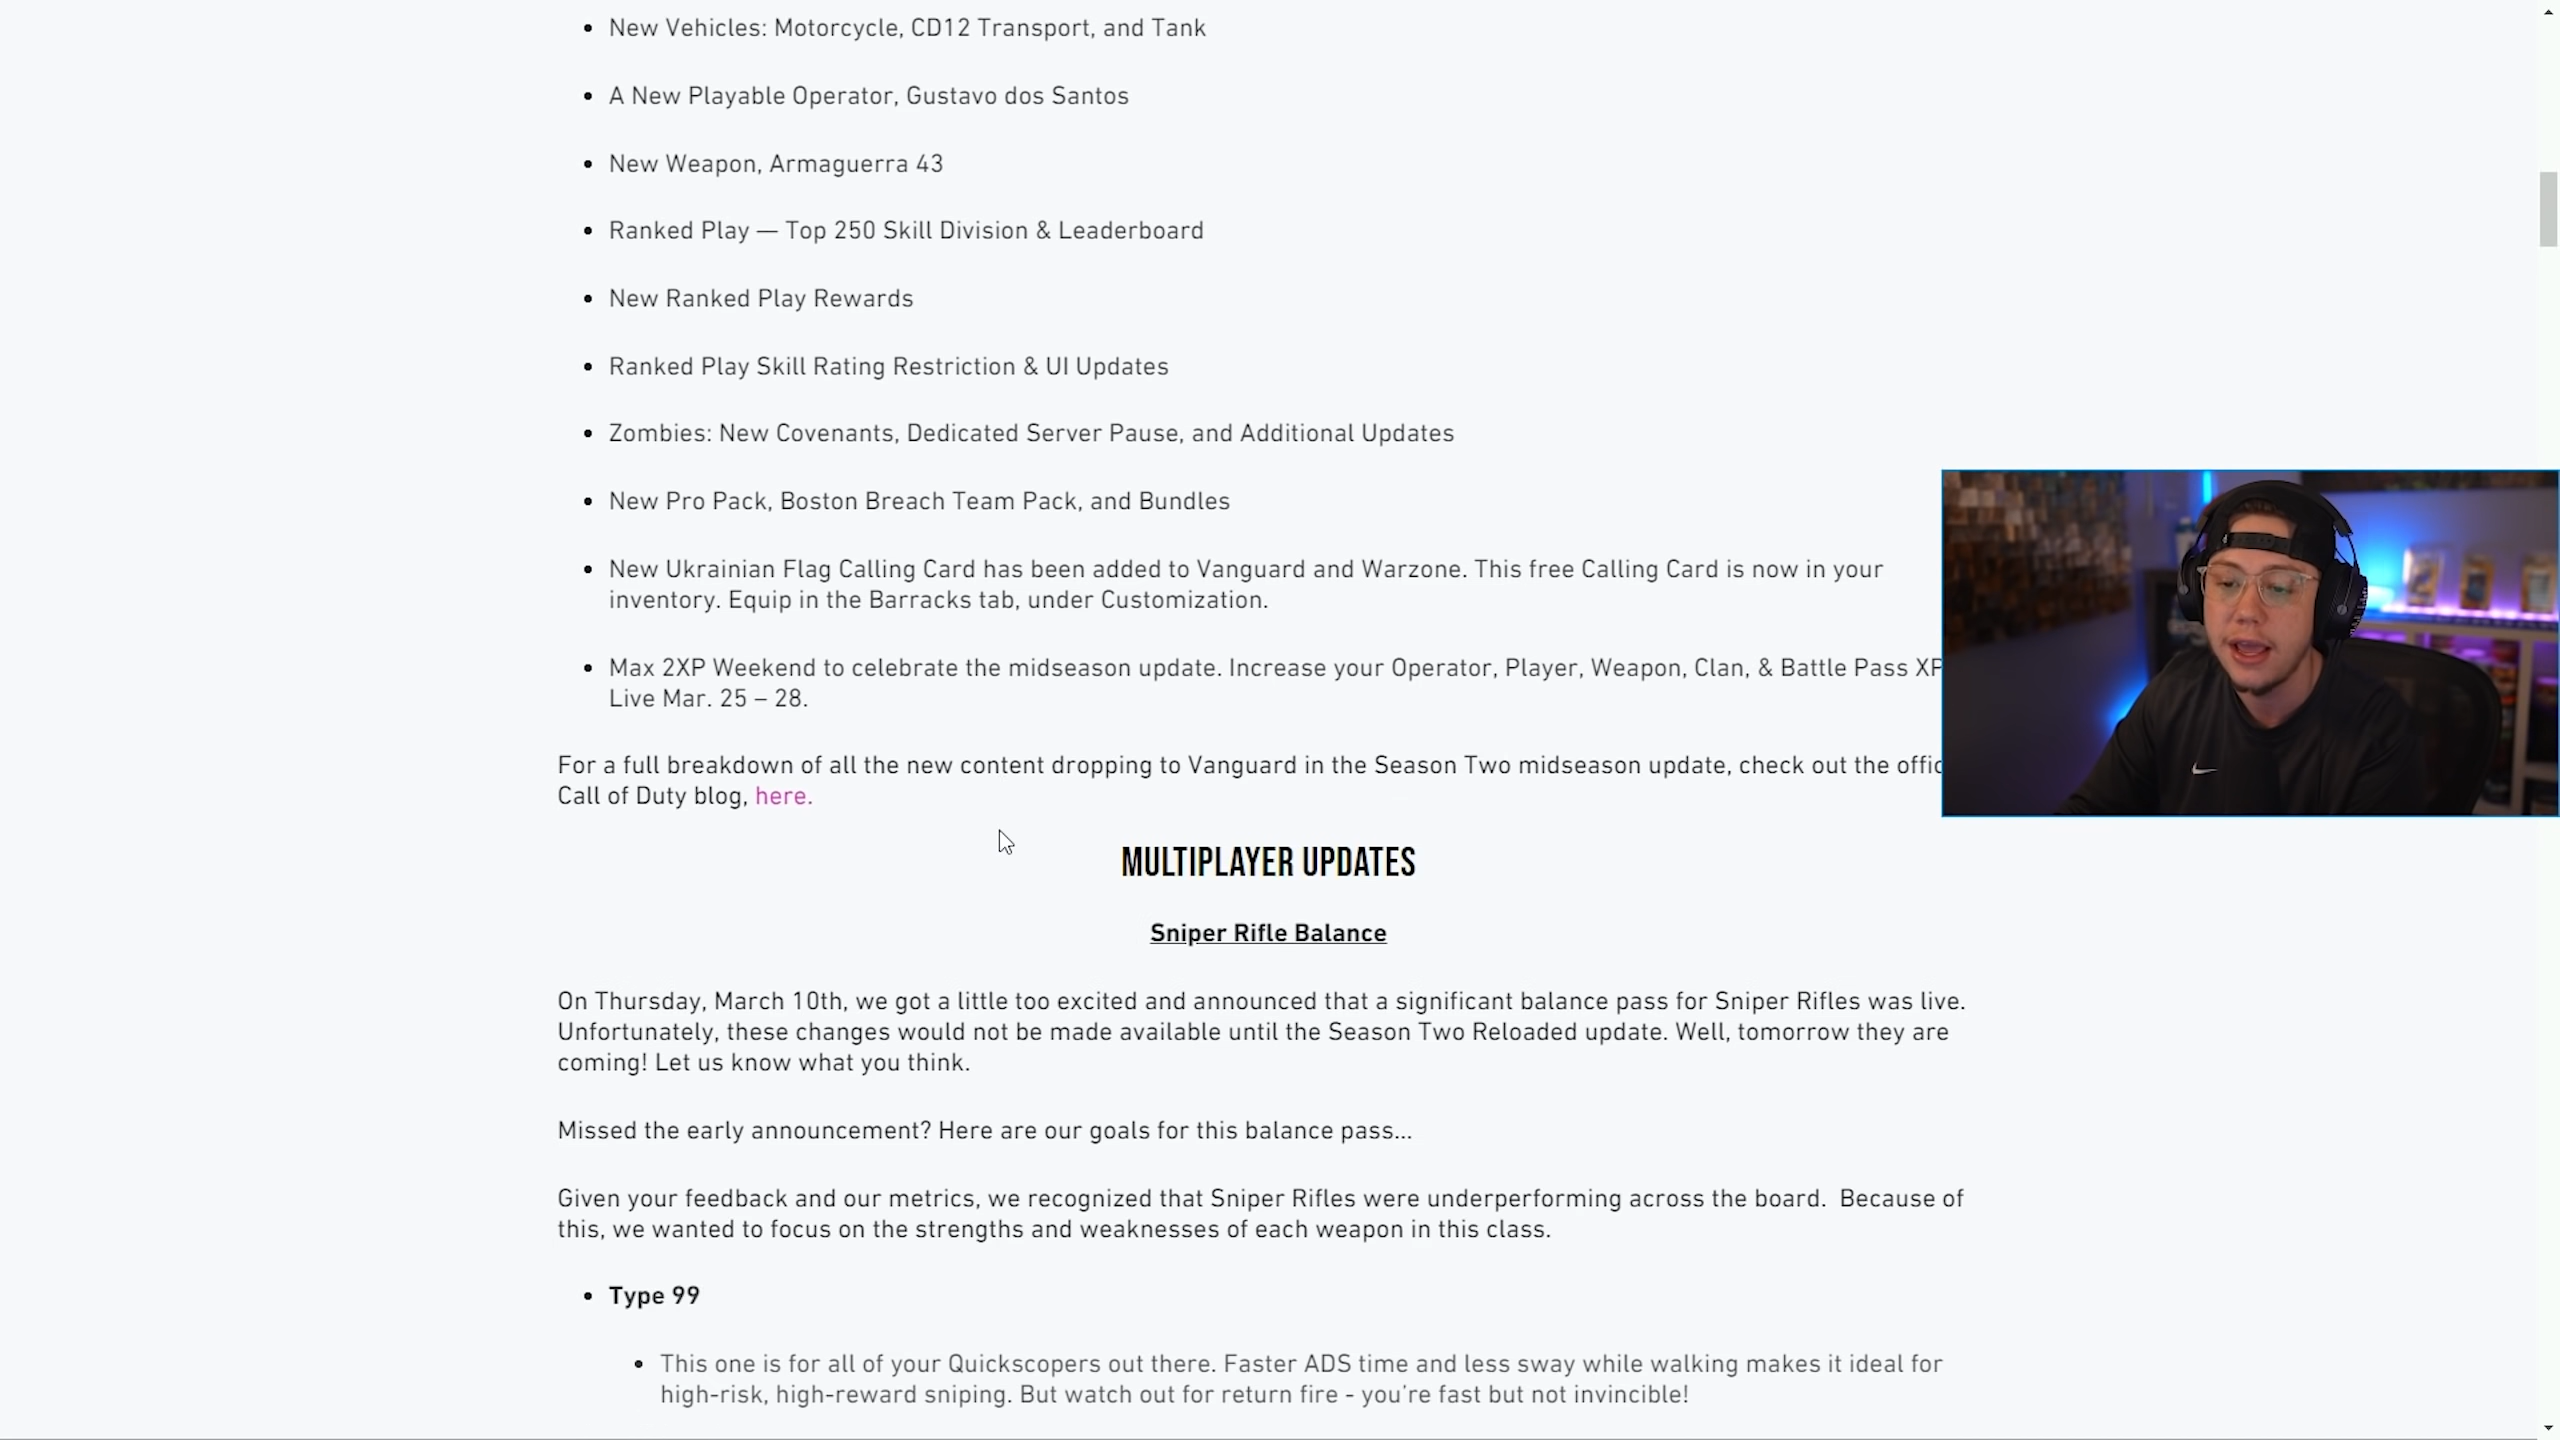 New Vehicles: Motorcycle, CD12 Transport, and Tank
A New Playable Operator, Gustavo dos Santos
New Weapon, Armaguerra 43
Ranked Play — Top 250 Skill Division & Leaderboard
New Ranked Play Rewards
Ranked Play Skill Rating Restriction & UI Updates
Zombies: New Covenants, Dedicated Server Pause, and Additional Updates
New Pro Pack, Boston Breach Team Pack, and Bundles
New Ukrainian Flag Calling Card has been added to Vanguard and Warzone. This free Calling Card is now in your
inventory. Equip in the Barracks tab, under Customization.
Max 2XP Weekend to celebrate the midseason update. Increase your Operator, Player, Weapon, Clan, & Battle Pass XP
Live Mar. 25 – 28.
For a full breakdown of all the new content dropping to Vanguard in the Season Two midseason update, check out the offic
Call of Duty blog, here.
MULTIPLAYER UPDATES
Sniper Rifle Balance
On Thursday, March 10th, we got a little too excited and announced that a significant balance pass for Sniper Rifles was live.
Unfortunately, these changes would not be made available until the Season Two Reloaded update. Well, tomorrow they are
coming! Let us know what you think.
Missed the early announcement? Here are our goals for this balance pass...
Given your feedback and our metrics, we recognized that Sniper Rifles were underperforming across the board.  Because of
this, we wanted to focus on the strengths and weaknesses of each weapon in this class.
Type 99
This one is for all of your Quickscopers out there. Faster ADS time and less sway while walking makes it ideal for
high-risk, high-reward sniping. But watch out for return fire - you're fast but not invincible!